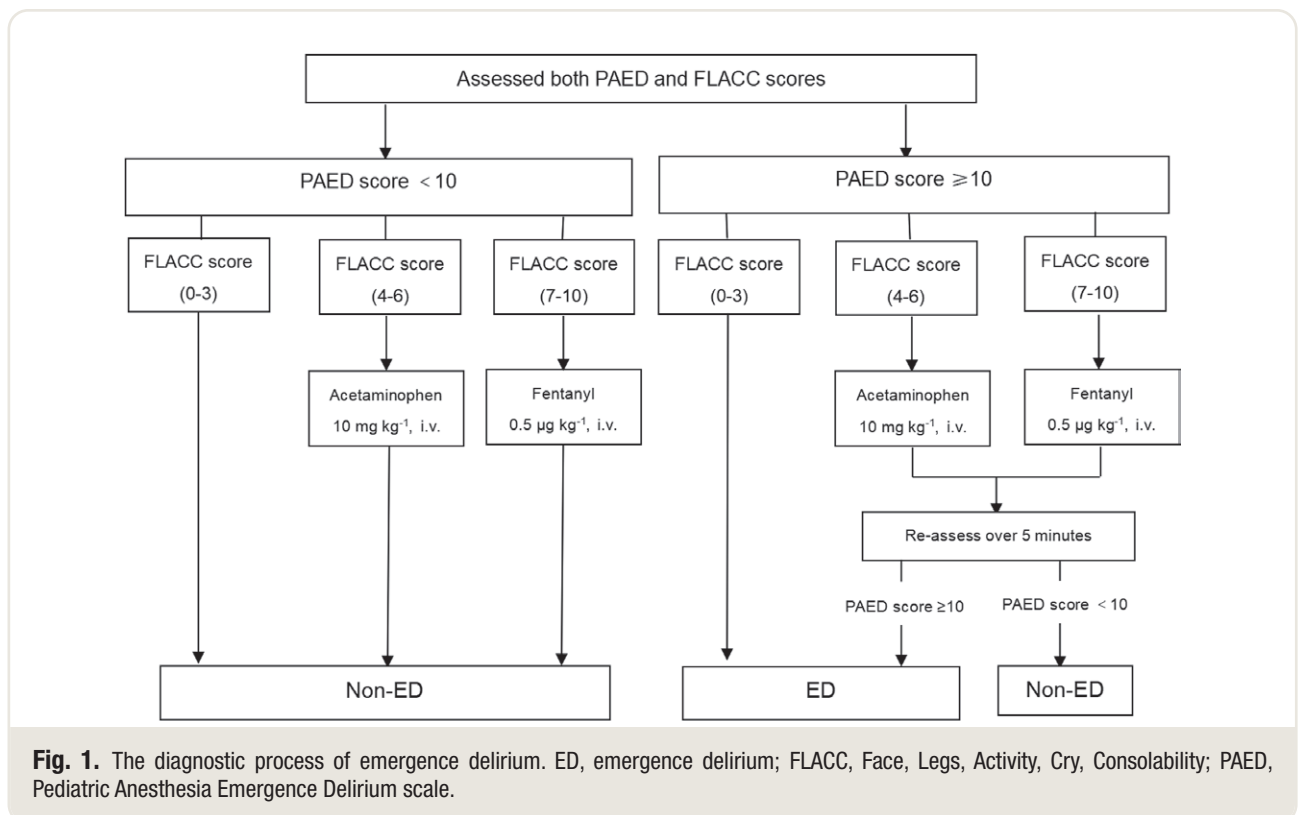 Assessed both PAED and FLACC scores
PAED score < 10
PAED score ≥10
FLACC score
(0-3)
FLACC score
(4-6)
FLACC score
(7-10)
FLACC score
(0-3)
FLACC score
(4-6)
FLACC score
(7-10)
Acetaminophen
10 mg kg⁻¹, i.v.
Fentanyl
0.5 µg kg⁻¹, i.v.
Acetaminophen
10 mg kg⁻¹, i.v.
Fentanyl
0.5 µg kg⁻¹, i.v.
Re-assess over 5 minutes
PAED score ≥10
PAED score < 10
Non-ED
ED
Non-ED
Fig. 1. The diagnostic process of emergence delirium. ED, emergence delirium; FLACC, Face, Legs, Activity, Cry, Consolability; PAED,
Pediatric Anesthesia Emergence Delirium scale.